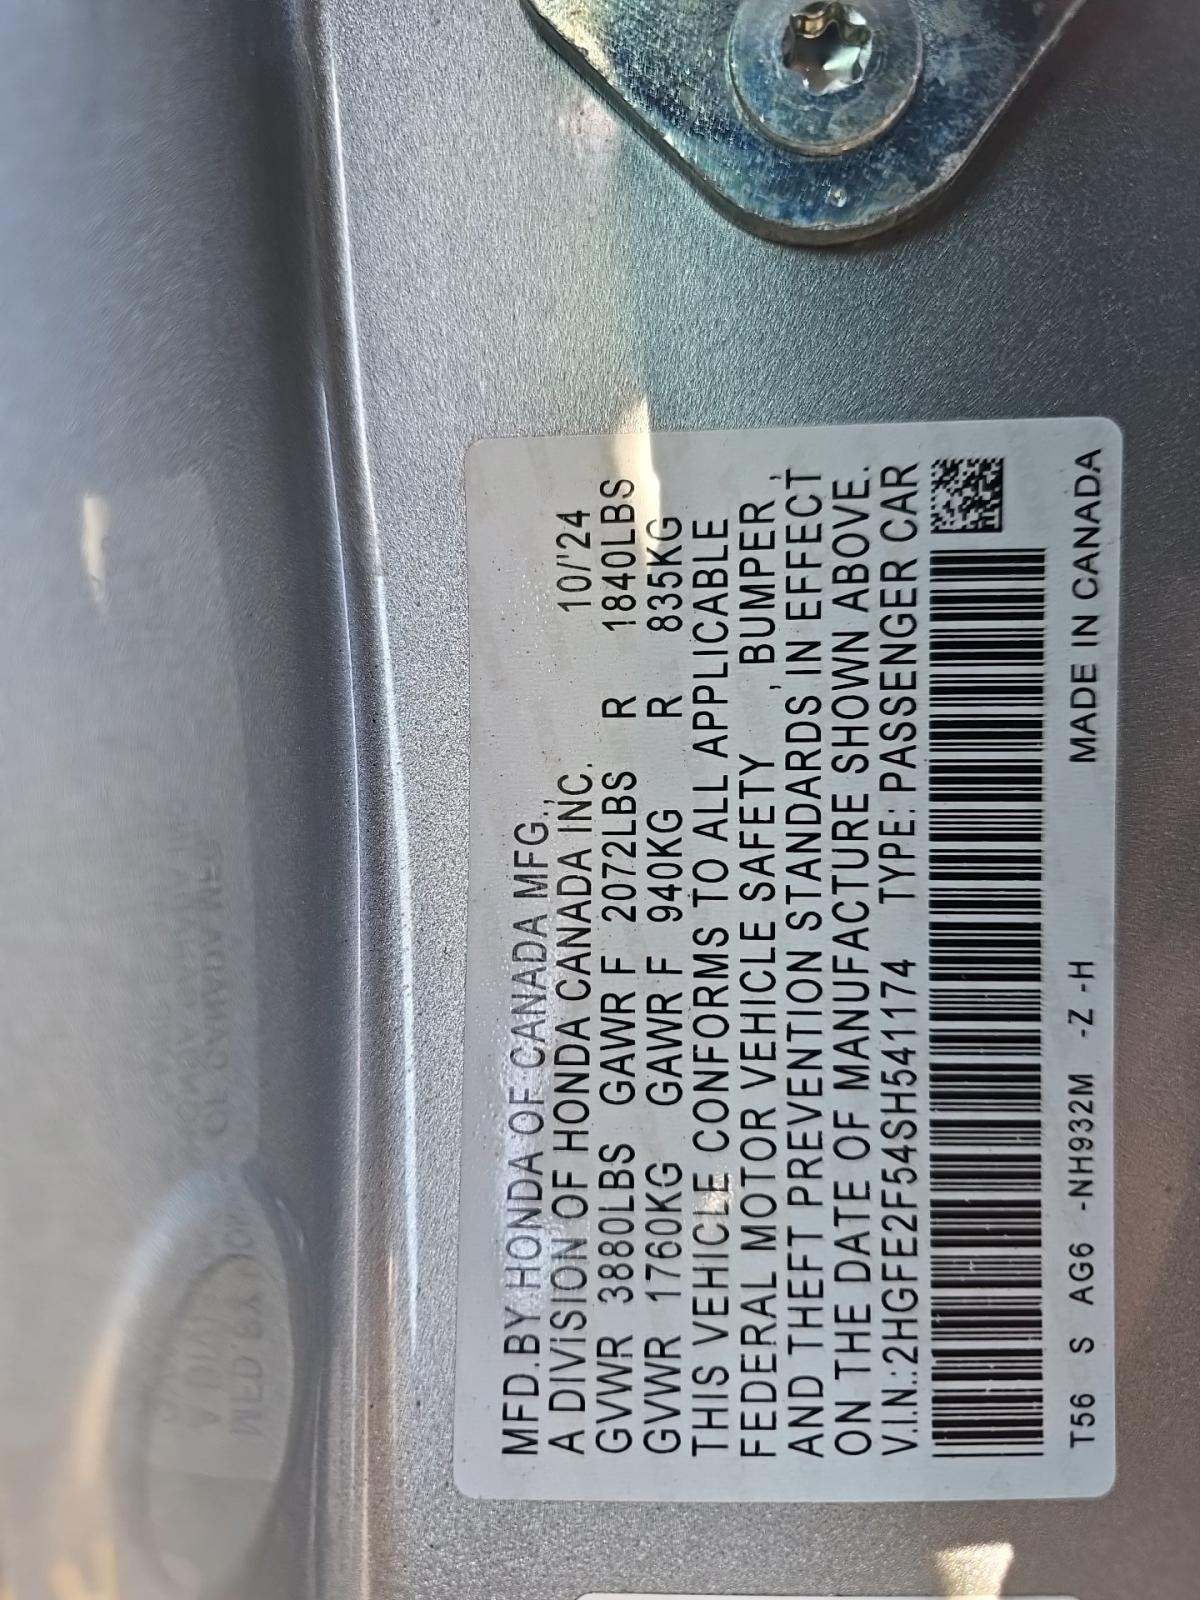 MFD.BY HONDA OF CANADA MFG.,
A DIVISION OF HONDA CANADA INC. 10/'24
GVWR 3880LBS GAWR F 2072LBS R 1840LBS
GVWR 1760KG GAWR F 940KG R 835KG
THIS VEHICLE CONFORMS TO ALL APPLICABLE
FEDERAL MOTOR VEHICLE SAFETY , BUMPER ,
AND THEFT PREVENTION STANDARDS IN EFFECT
ON THE DATE OF MANUFACTURE SHOWN ABOVE.
V.I.N.:2HGFE2F54SH541174 TYPE: PASSENGER CAR
T56 S AG6 -NH932M -Z -H MADE IN CANADA